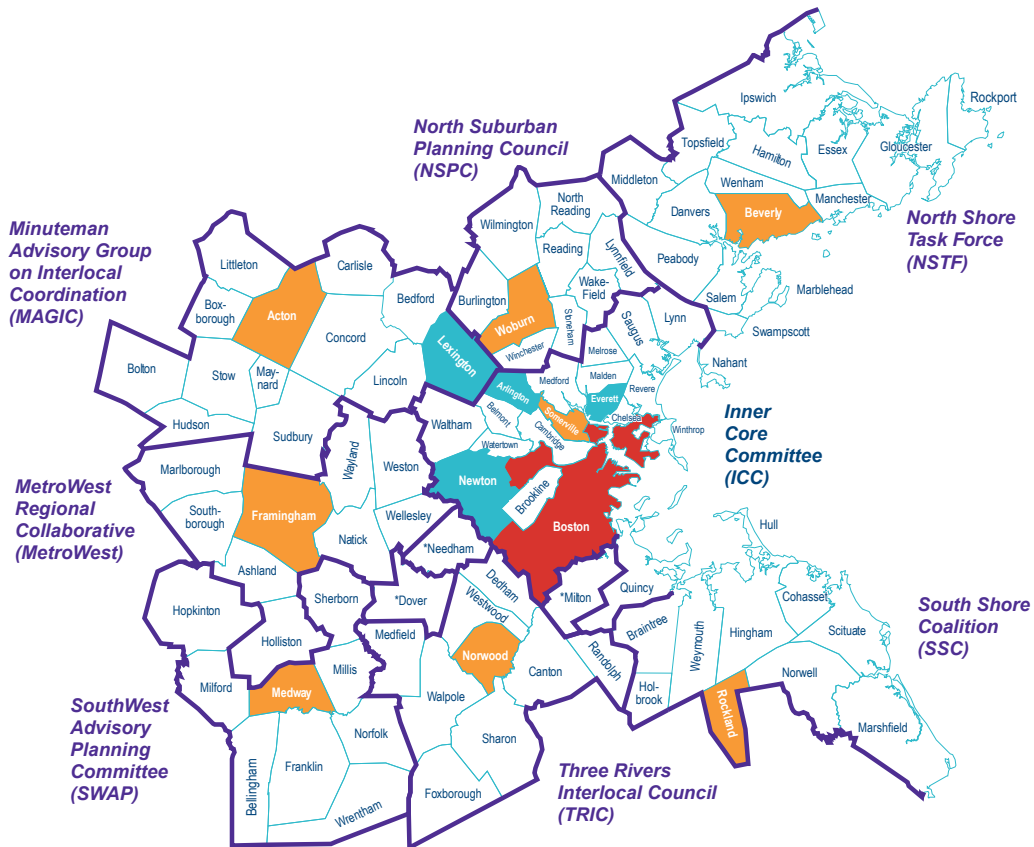 Ipswich
Rockport
North Suburban
Planning Council
(NSPC)
Topsfield
Hamilton
Essex
Gloucester
Middleton
Wenham
Manchester
North
Reading
Wilmington
Danvers
Beverly
North Shore
Task Force
(NSTF)
Minuteman
Advisory Group
on Interlocal
Coordination
(MAGIC)
Carlisle
Littleton
Reading
Lynnfield
Peabody
Bedford
Burlington
Wake-
Field
Marblehead
Box-
borough
Acton
Salem
Woburn
Stoneham
Saugus
Lynn
Swampscott
Concord
Lexington
Winchester
Melrose
Nahant
Bolton
Stow
May-
nard
Lincoln
Arlington
Medford
Malden
Everett
Revere
Hudson
Belmont
Somerville
Chelsea
Winthrop
Inner
Core
Committee
(ICC)
Sudbury
Waltham
Cambridge
Watertown
Marlborough
Wayland
Weston
Newton
Brookline
Boston
MetroWest
Regional
Collaborative
(MetroWest)
South-
borough
Framingham
Wellesley
Natick
*Needham
Hull
Ashland
Sherborn
*Dover
Dedham
Westwood
*Milton
Quincy
Cohasset
South Shore
Coalition
(SSC)
Hopkinton
Holliston
Medfield
Norwood
Braintree
Weymouth
Hingham
Scituate
Milford
Medway
Millis
Walpole
Canton
Randolph
Hol-
brook
Rockland
Norwell
SouthWest
Advisory
Planning
Committee
(SWAP)
Norfolk
Sharon
Marshfield
Bellingham
Franklin
Foxborough
Wrentham
Three Rivers
Interlocal Council
(TRIC)